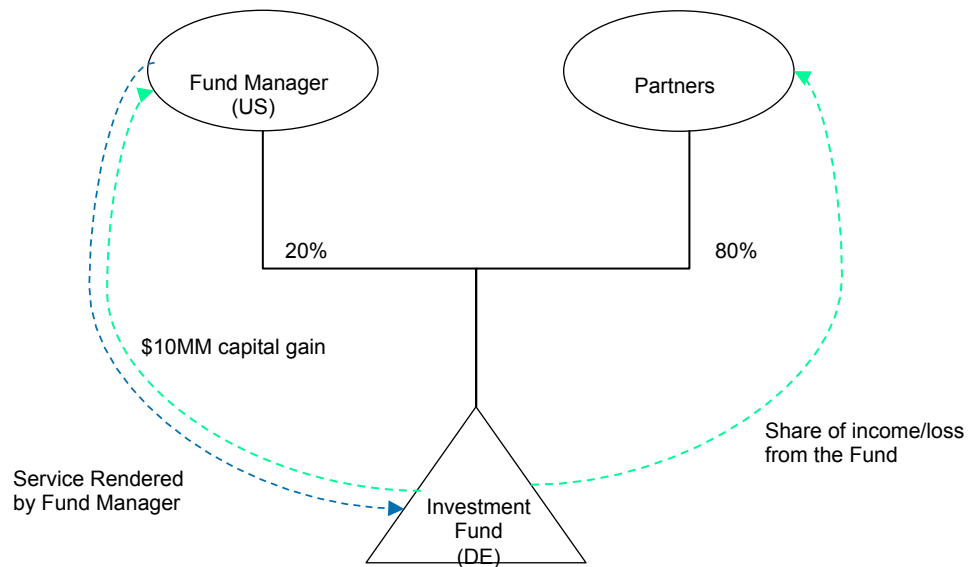 Fund Manager
(US)
Partners
20%
80%
$10MM capital gain
Share of income/loss
from the Fund
Service Rendered
by Fund Manager
Investment
Fund
(DE)